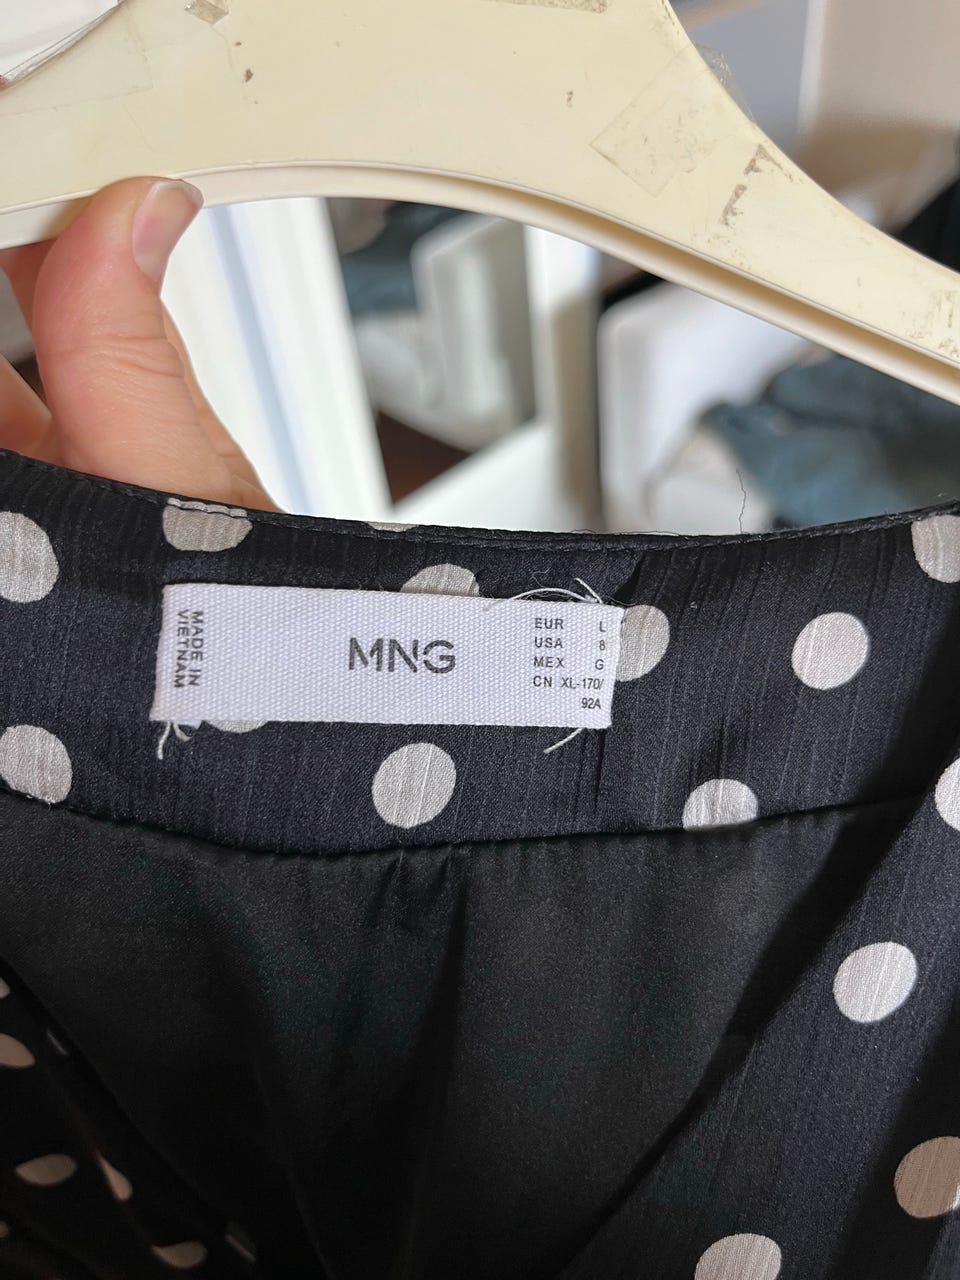 MADE IN
VIETNAM
MNG
EUR L
USA 8
MEX G
CN XL-170/
92A